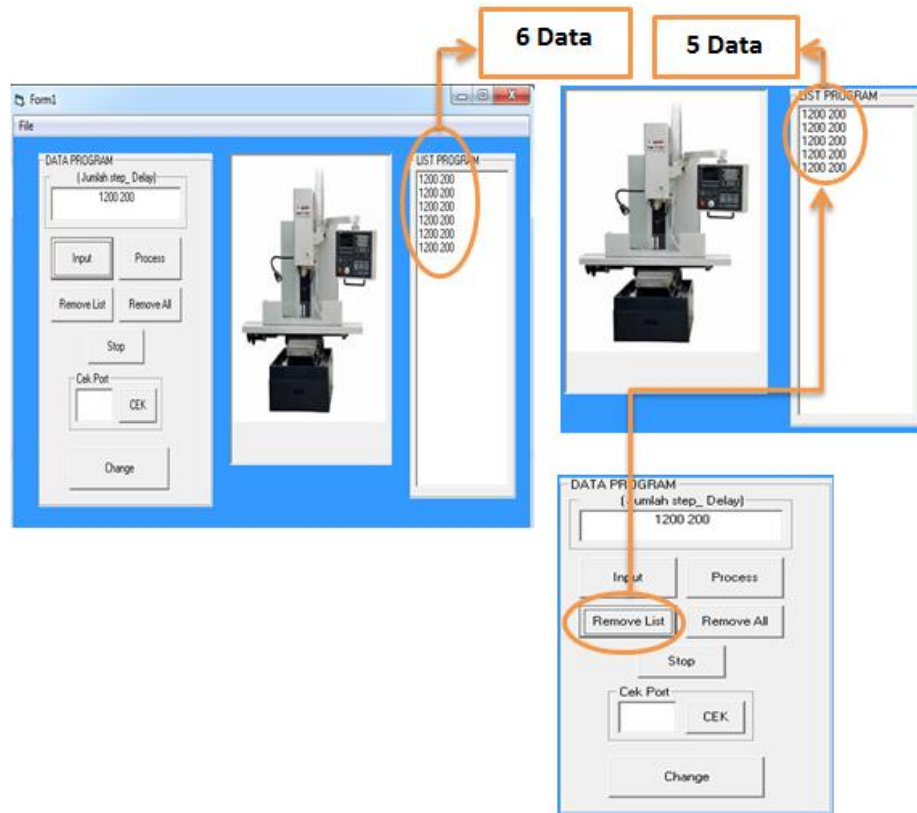 6 Data
5 Data
Form1
File
DATA PROGRAM
(Jumlah step_ Delay)
1200 200
Input
Process
Remove List
Remove All
Stop
Cek Port
CEK
Change
LIST PROGRAM
1200 200
1200 200
1200 200
1200 200
1200 200
1200 200
LIST PROGRAM
1200 200
1200 200
1200 200
1200 200
1200 200
DATA PROGRAM
(Jumlah step_ Delay)
1200 200
Input
Process
Remove List
Remove All
Stop
Cek Port
CEK
Change